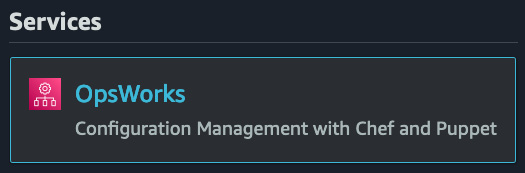 Services
OpsWorks
Configuration Management with Chef and Puppet